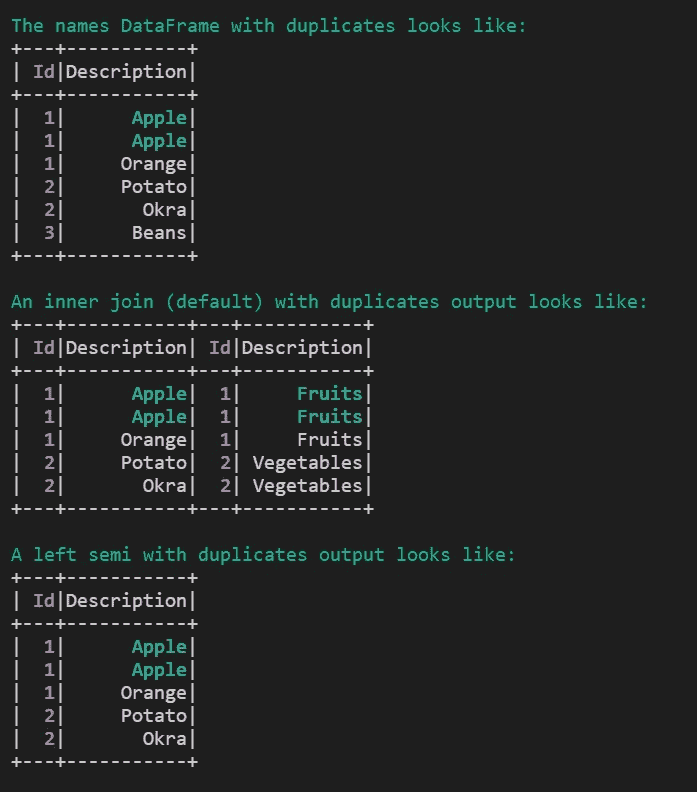 The names DataFrame with duplicates looks like:
+---+-----------+
| Id|Description|
+---+-----------+
|  1|      Apple|
|  1|      Apple|
|  1|     Orange|
|  2|     Potato|
|  2|       Okra|
|  3|      Beans|
+---+-----------+
An inner join (default) with duplicates output looks like:
+---+-----------+---+-----------+
| Id|Description| Id|Description|
+---+-----------+---+-----------+
|  1|      Apple|  1|     Fruits|
|  1|      Apple|  1|     Fruits|
|  1|     Orange|  1|     Fruits|
|  2|     Potato|  2| Vegetables|
|  2|       Okra|  2| Vegetables|
+---+-----------+---+-----------+
A left semi with duplicates output looks like:
+---+-----------+
| Id|Description|
+---+-----------+
|  1|      Apple|
|  1|      Apple|
|  1|     Orange|
|  2|     Potato|
|  2|       Okra|
+---+-----------+